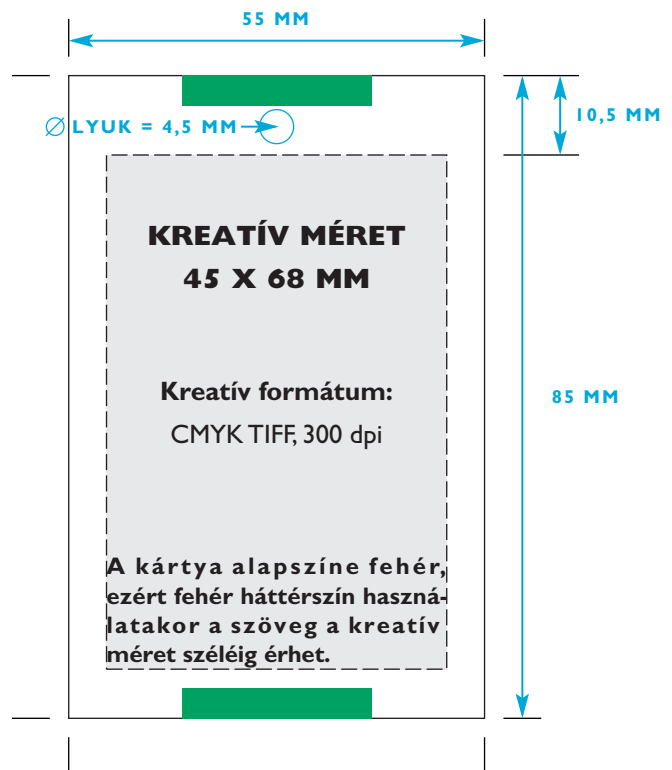 55 MM
10,5 MM
Ø LYUK = 4,5 MM
KREATÍV MÉRET
45 X 68 MM
Kreatív formátum:
85 MM
CMYK TIFF, 300 dpi
A kártya alapszíne fehér,
ezért fehér háttérszín haszná-
latakor a szöveg a kreatív
méret széléig érhet.